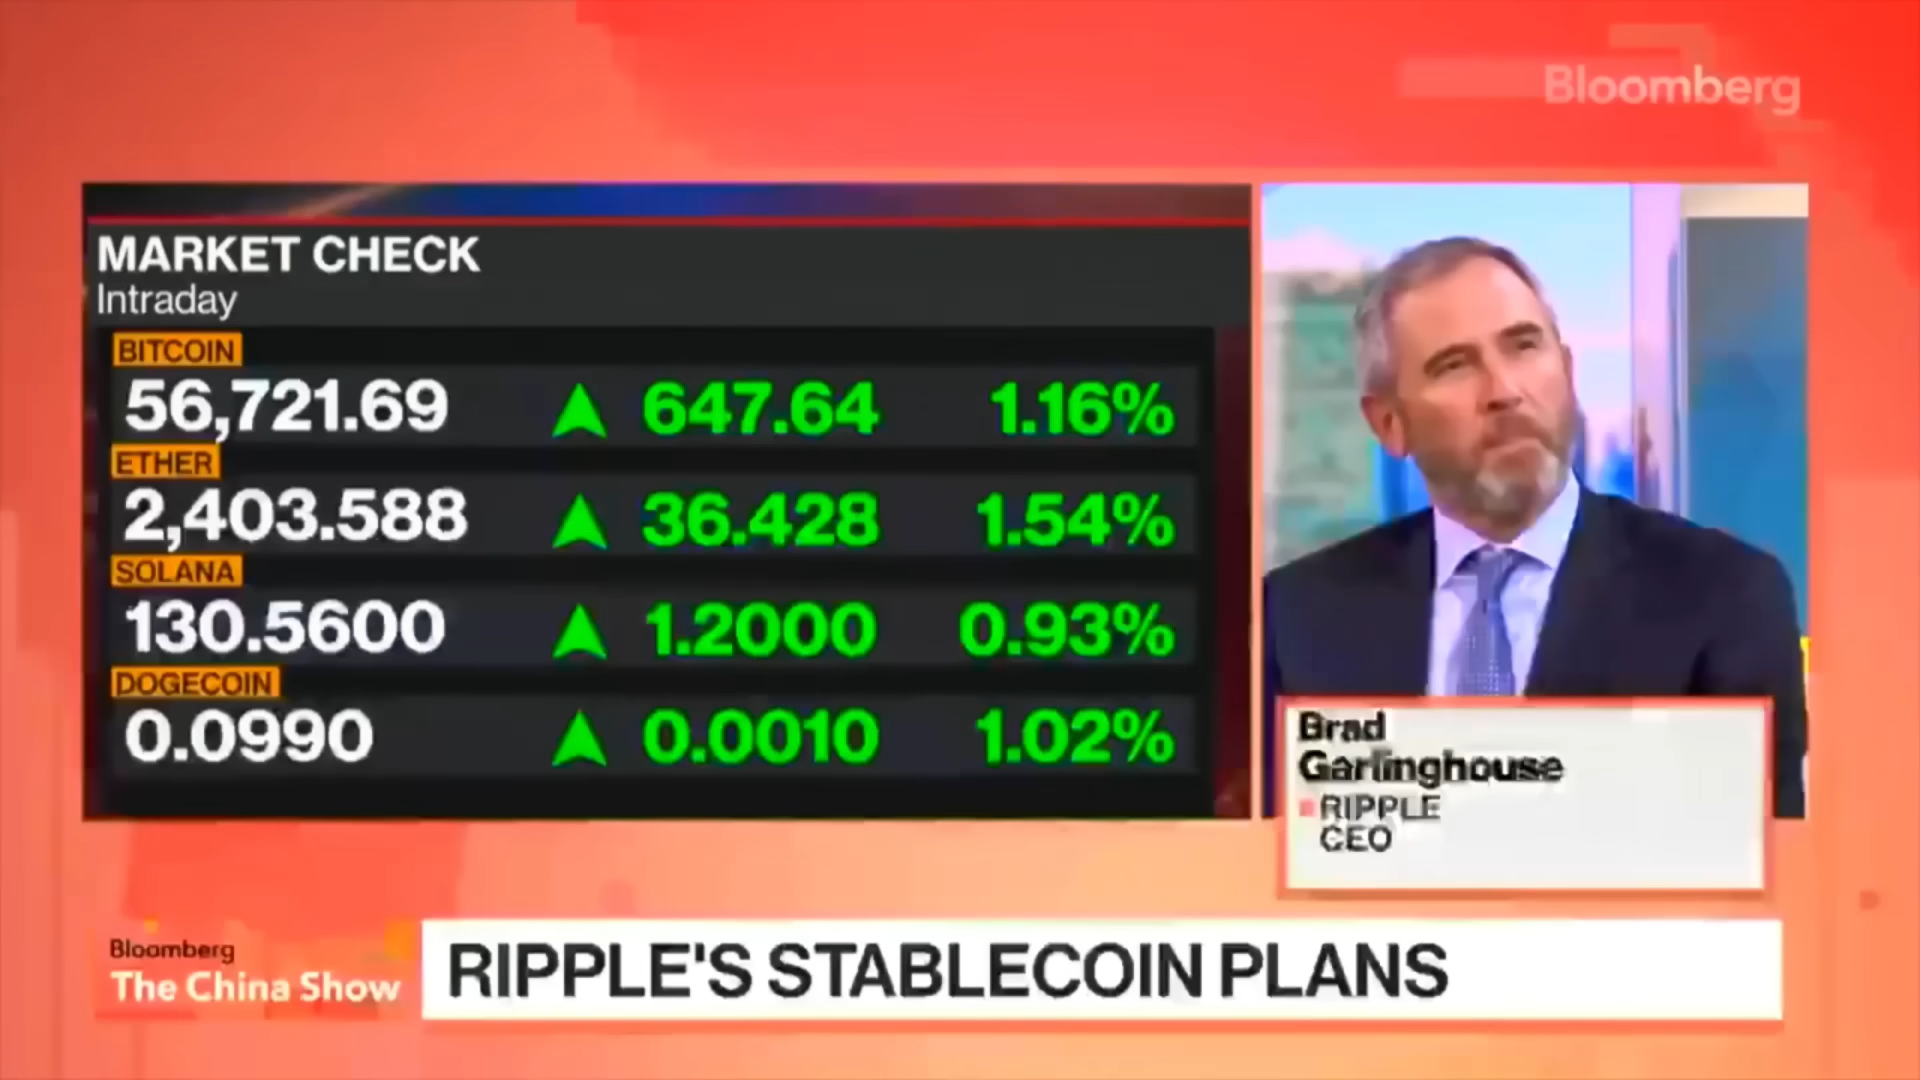 Bloomberg
MARKET CHECK
Intraday
BITCOIN
56,721.69 ▲ 647.64 1.16%
ETHER
2,403.588 ▲ 36.428 1.54%
SOLANA
130.5600 ▲ 1.2000 0.93%
DOGECOIN
0.0990 ▲ 0.0010 1.02%
Brad
Garlinghouse
RIPPLE
CEO
Bloomberg
The China Show
RIPPLE'S STABLECOIN PLANS